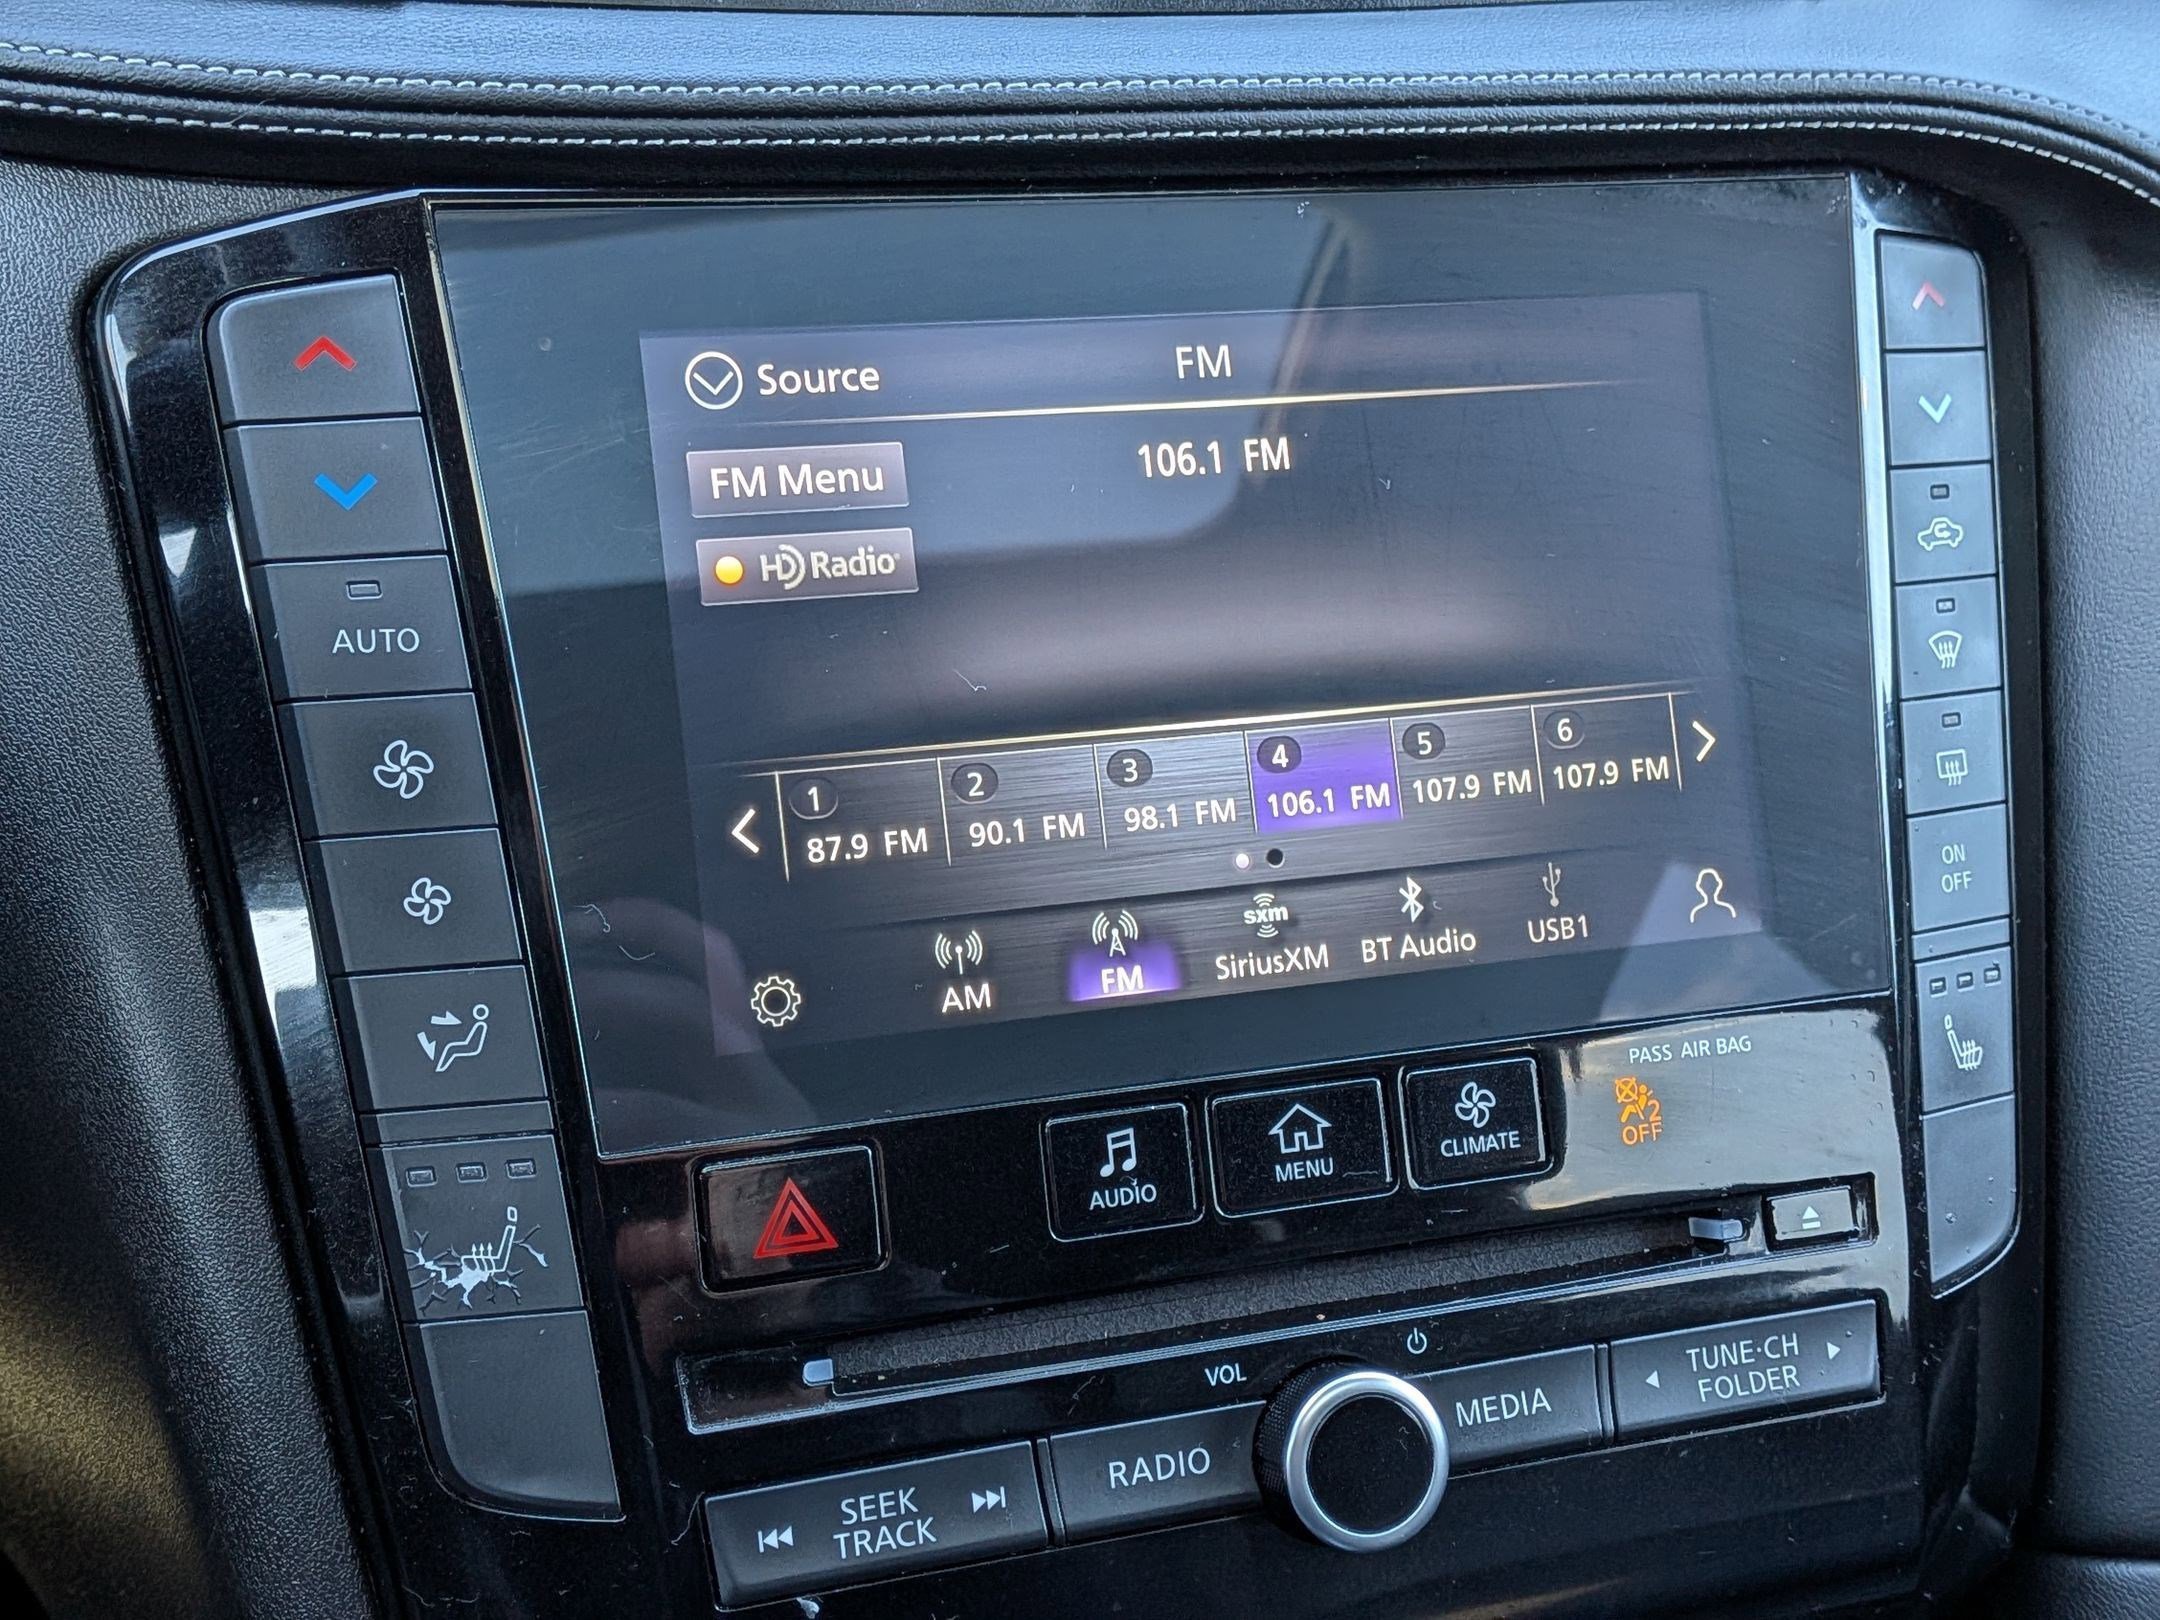 Source
FM
FM Menu
106.1 FM
HD Radio
1
87.9 FM
2
90.1 FM
3
98.1 FM
4
106.1 FM
5
107.9 FM
6
107.9 FM
AM
FM
sxm
SiriusXM
BT Audio
USB1
AUTO
ON
OFF
PASS AIR BAG
2
OFF
AUDIO
MENU
CLIMATE
VOL
SEEK
TRACK
RADIO
MEDIA
TUNE·CH
FOLDER